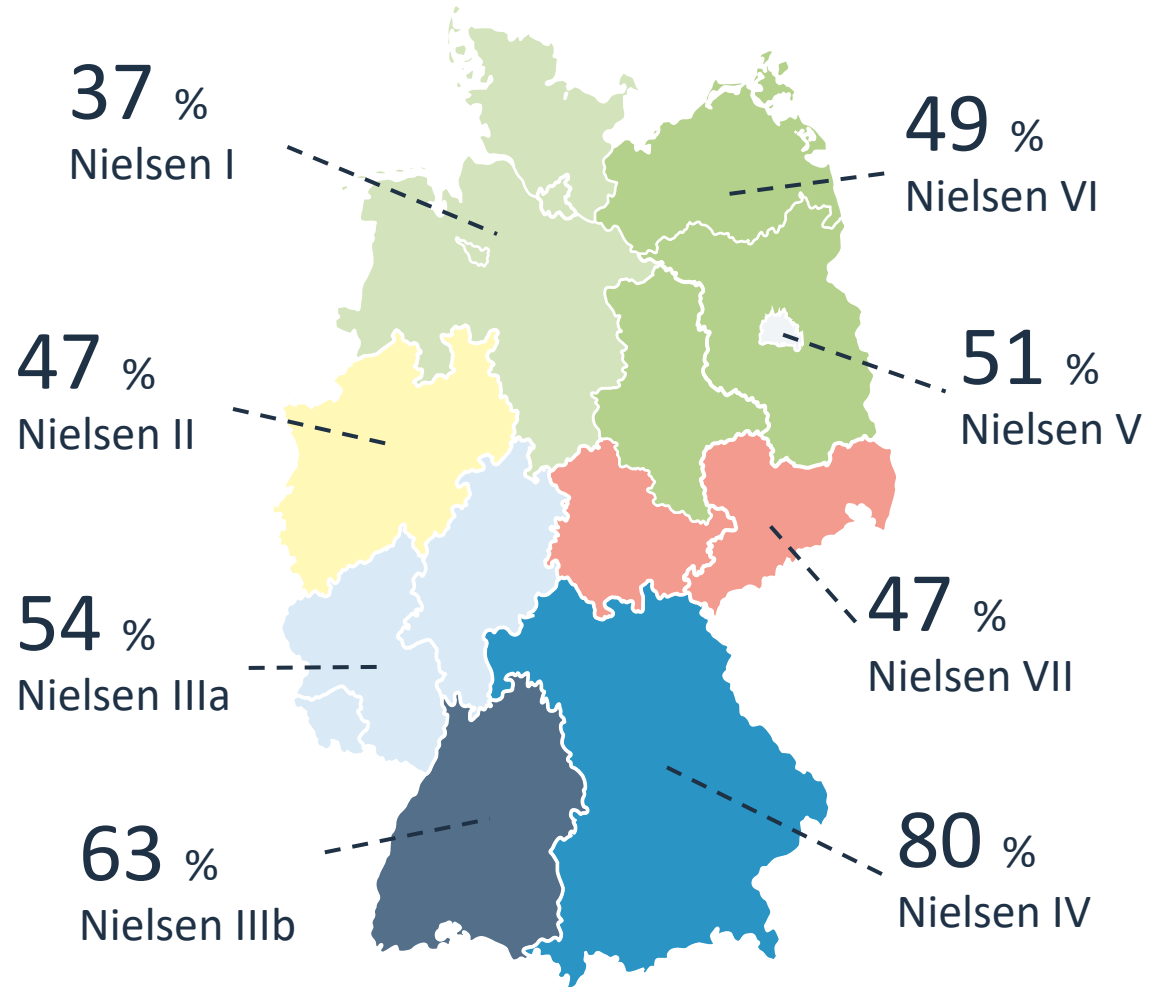 37 %
Nielsen I
49 %
Nielsen VI
47 %
Nielsen II
51 %
Nielsen V
54 %
Nielsen IIIa
47 %
Nielsen VII
63 %
Nielsen IIIb
80 %
Nielsen IV